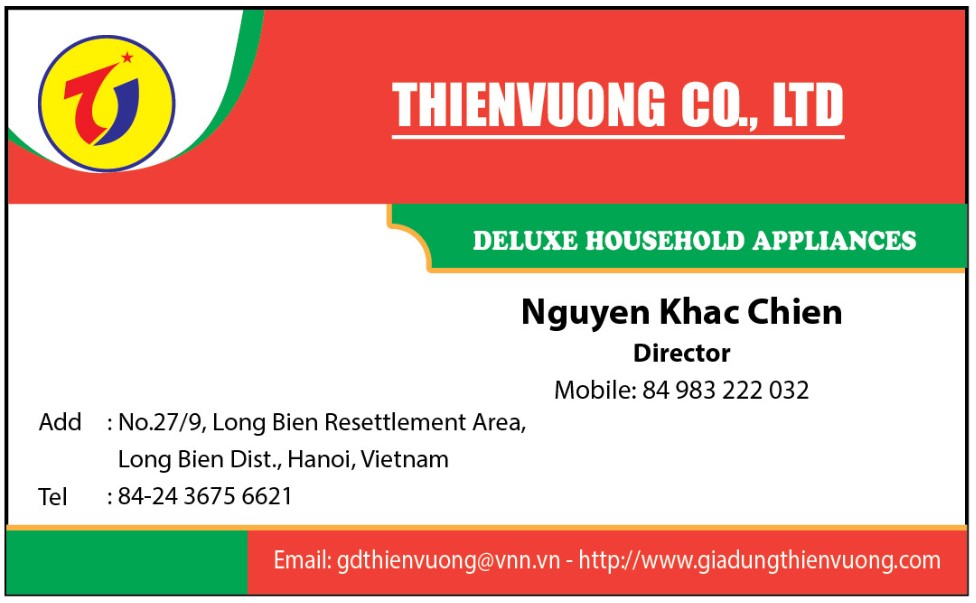 THIENVUONG CO., LTD
DELUXE HOUSEHOLD APPLIANCES
Nguyen Khac Chien
Director
Mobile: 84 983 222 032
Add : No.27/9, Long Bien Resettlement Area,
Long Bien Dist., Hanoi, Vietnam
Tel : 84-24 3675 6621
Email: gdthienvuong@vnn.vn - http://www.giadungthienvuong.com